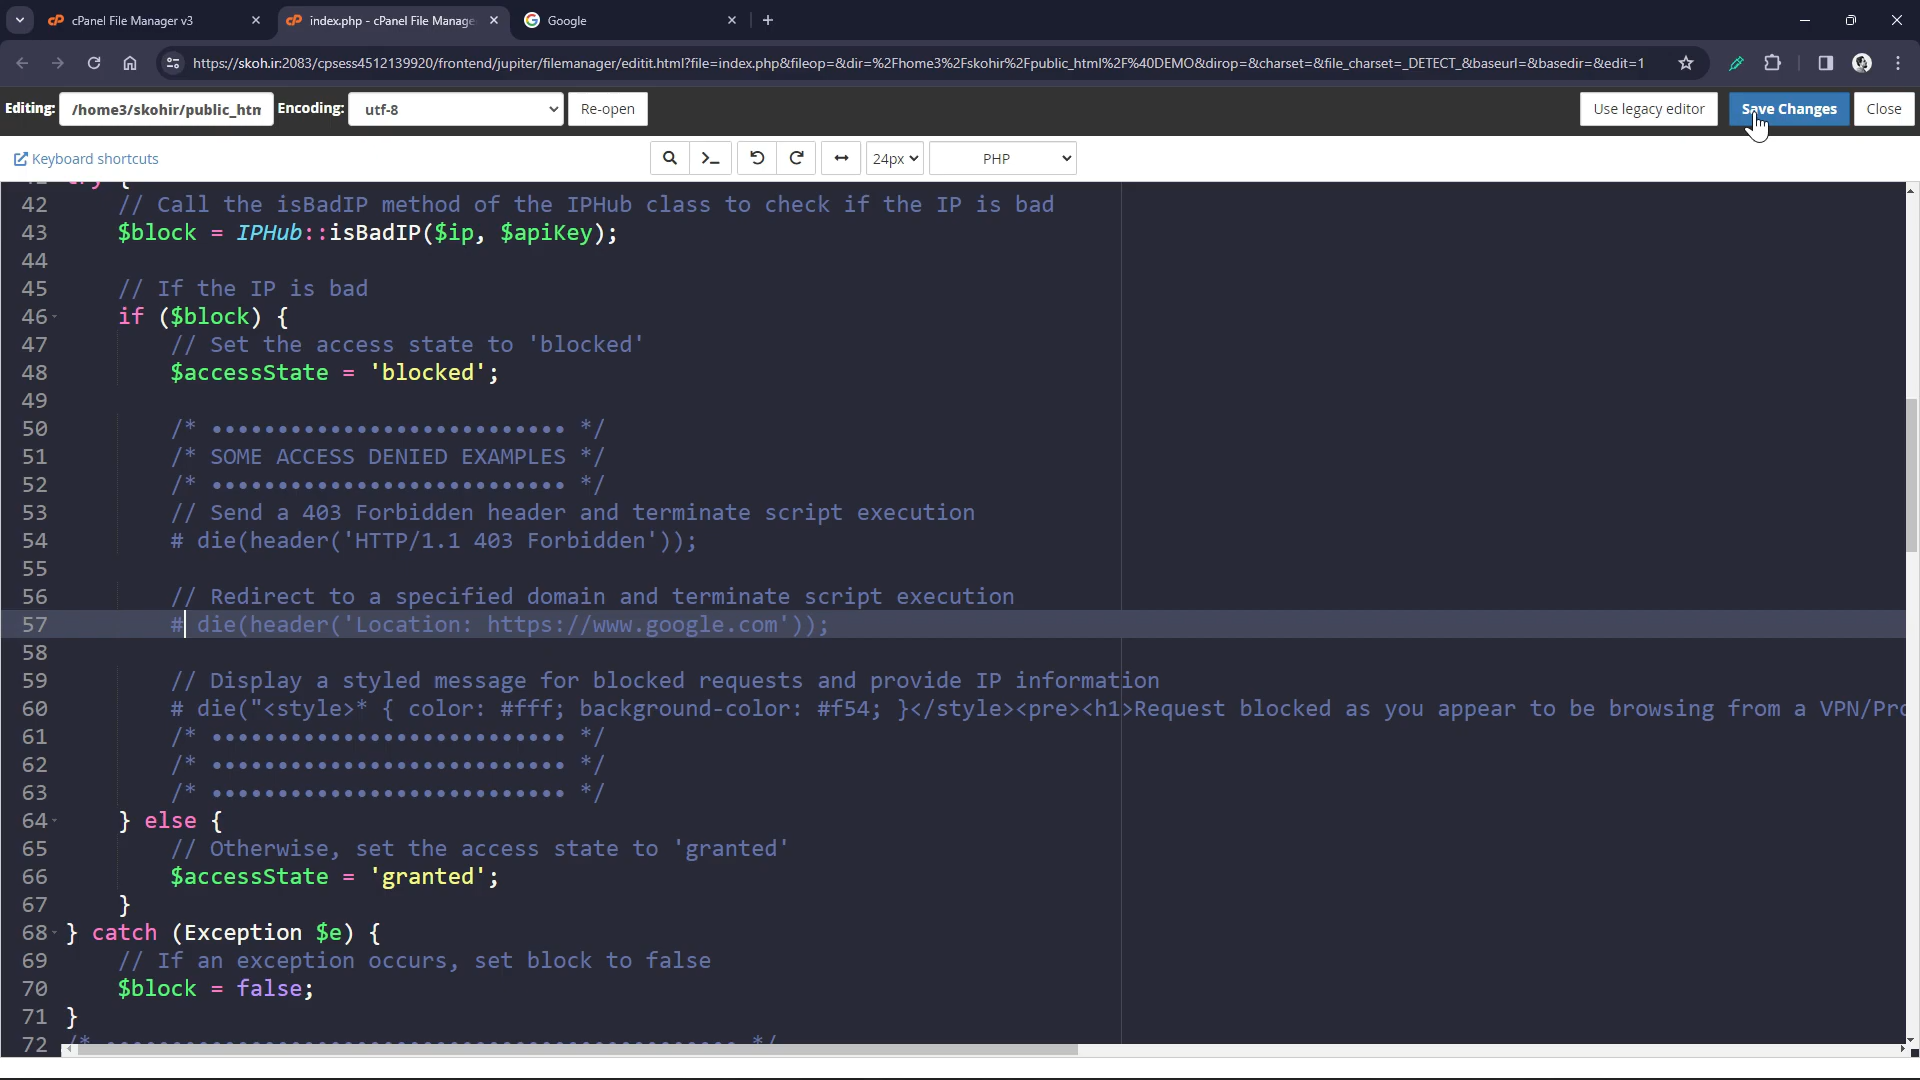 cPanel File Manager v3
index.php - cPanel File Manage
Google
https://skoh.ir:2083/cpsess4512139920/frontend/jupiter/filemanager/editit.html?file=index.php&fileop=&dir=%2Fhome3%2Fskohir%2Fpublic_html%2F%40DEMO&dirop=&charset=&file_charset=_DETECT_&baseurl=&basedir=&edit=1
Editing: /home3/skohir/public_htm Encoding: utf-8 Re-open Use legacy editor Save Changes Close
Keyboard shortcuts 24px PHP
42 // Call the isBadIP method of the IPHub class to check if the IP is bad
43 $block = IPHub::isBadIP($ip, $apiKey);
44
45 // If the IP is bad
46 if ($block) {
47 // Set the access state to 'blocked'
48 $accessState = 'blocked';
49
50 /* ••••••••••••••••••••••••••• */
51 /* SOME ACCESS DENIED EXAMPLES */
52 /* ••••••••••••••••••••••••••• */
53 // Send a 403 Forbidden header and terminate script execution
54 # die(header('HTTP/1.1 403 Forbidden'));
55
56 // Redirect to a specified domain and terminate script execution
57 # die(header('Location: https://www.google.com'));
58
59 // Display a styled message for blocked requests and provide IP information
60 # die("<style>* { color: #fff; background-color: #f54; }</style><pre><h1>Request blocked as you appear to be browsing from a VPN/Pro
61 /* ••••••••••••••••••••••••••• */
62 /* ••••••••••••••••••••••••••• */
63 /* ••••••••••••••••••••••••••• */
64 } else {
65 // Otherwise, set the access state to 'granted'
66 $accessState = 'granted';
67 }
68 } catch (Exception $e) {
69 // If an exception occurs, set block to false
70 $block = false;
71 }
72